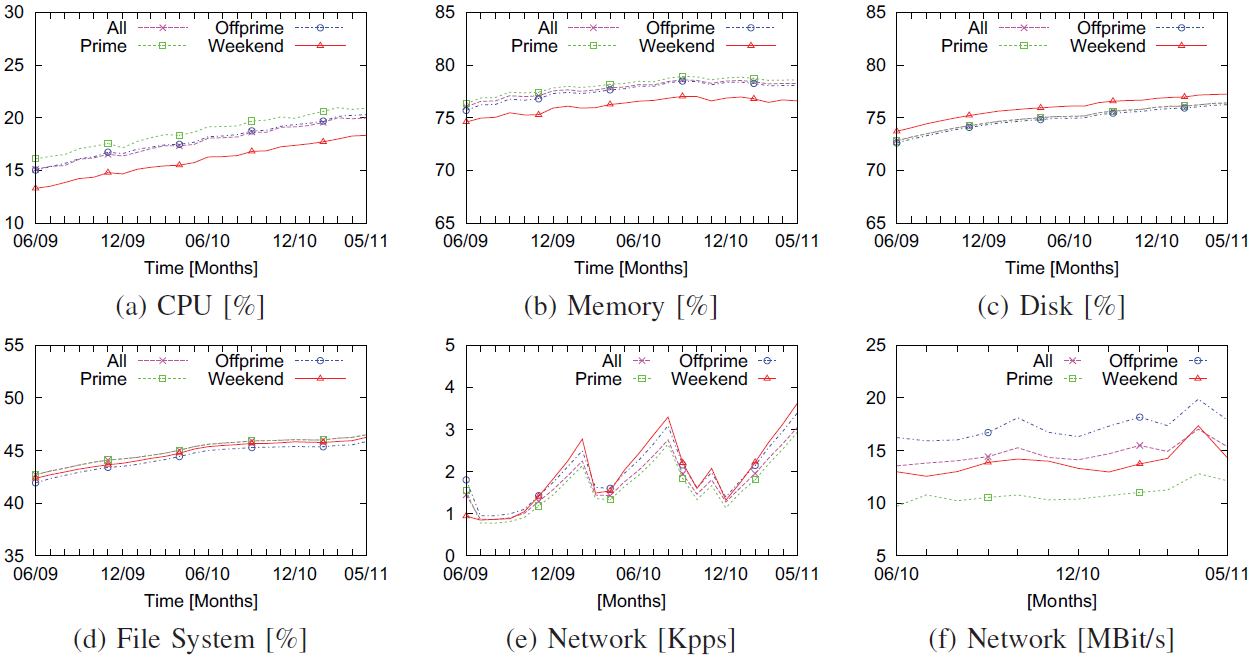 30
25
20
15
10
All Offprime
Prime Weekend
06/09 12/09 06/10 12/10 05/11
Time [Months]
(a) CPU [%]
85
80
75
70
65
All Offprime
Prime Weekend
06/09 12/09 06/10 12/10 05/11
Time [Months]
(b) Memory [%]
85
80
75
70
65
All Offprime
Prime Weekend
06/09 12/09 06/10 12/10 05/11
Time [Months]
(c) Disk [%]
55
50
45
40
35
All Offprime
Prime Weekend
06/09 12/09 06/10 12/10 05/11
Time [Months]
(d) File System [%]
5
4
3
2
1
0
All Offprime
Prime Weekend
06/09 12/09 06/10 12/10 05/11
[Months]
(e) Network [Kpps]
25
20
15
10
5
All Offprime
Prime Weekend
06/10 12/10 05/11
[Months]
(f) Network [MBit/s]